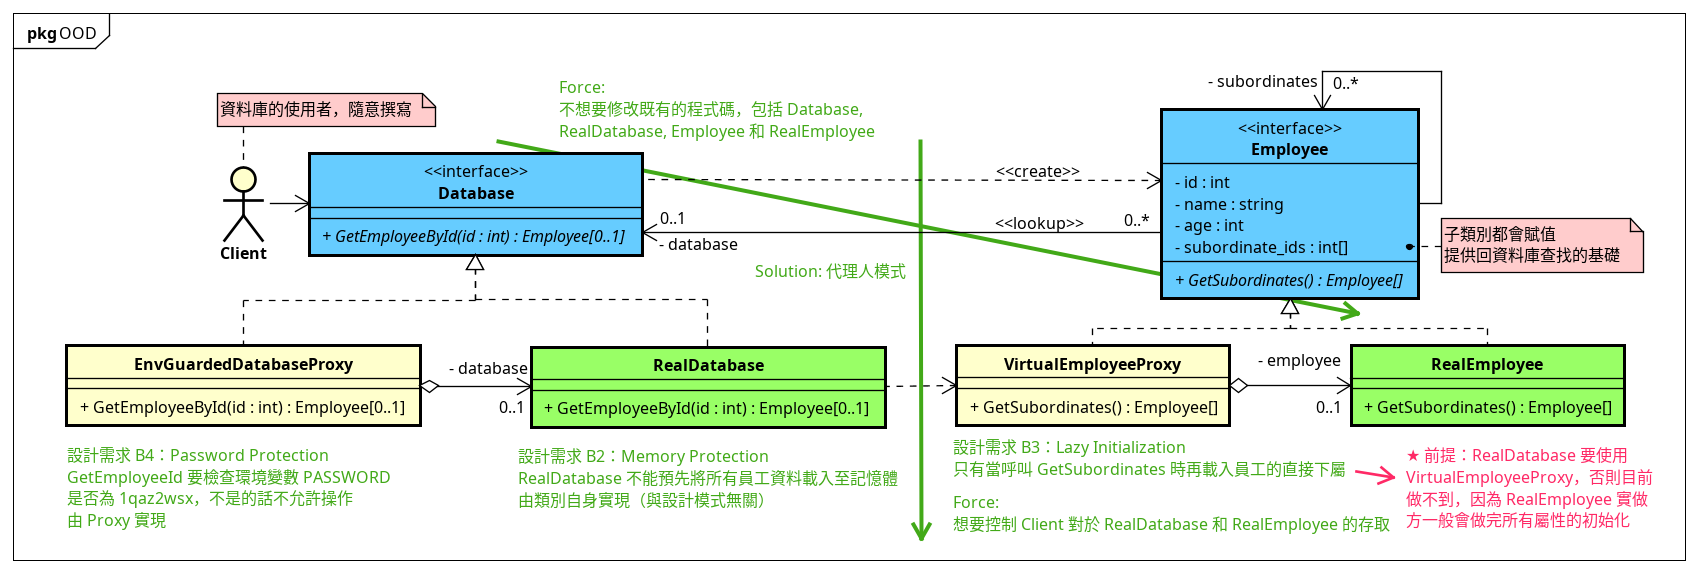 pkg OOD
資料庫的使用者，隨意撰寫
Client
Force:
不想要修改既有的程式碼，包括 Database,
RealDatabase, Employee 和 RealEmployee
<<interface>>
Database
+ GetEmployeeById(id : int) : Employee[0..1]
<<create>>
0..1
- database
<<lookup>>
0..*
Solution: 代理人模式
- subordinates
0..*
<<interface>>
Employee
- id : int
- name : string
- age : int
- subordinate_ids : int[]
+ GetSubordinates() : Employee[]
子類別都會賦值
提供回資料庫查找的基礎
EnvGuardedDatabaseProxy
+ GetEmployeeById(id : int) : Employee[0..1]
- database
0..1
RealDatabase
+ GetEmployeeById(id : int) : Employee[0..1]
VirtualEmployeeProxy
+ GetSubordinates() : Employee[]
- employee
0..1
RealEmployee
+ GetSubordinates() : Employee[]
設計需求 B4：Password Protection
GetEmployeeId 要檢查環境變數 PASSWORD
是否為 1qaz2wsx，不是的話不允許操作
由 Proxy 實現
設計需求 B2：Memory Protection
RealDatabase 不能預先將所有員工資料載入至記憶體
由類別自身實現（與設計模式無關）
設計需求 B3：Lazy Initialization
只有當呼叫 GetSubordinates 時再載入員工的直接下屬
Force:
想要控制 Client 對於 RealDatabase 和 RealEmployee 的存取
★ 前提：RealDatabase 要使用
VirtualEmployeeProxy，否則目前
做不到，因為 RealEmployee 實做
方一般會做完所有屬性的初始化